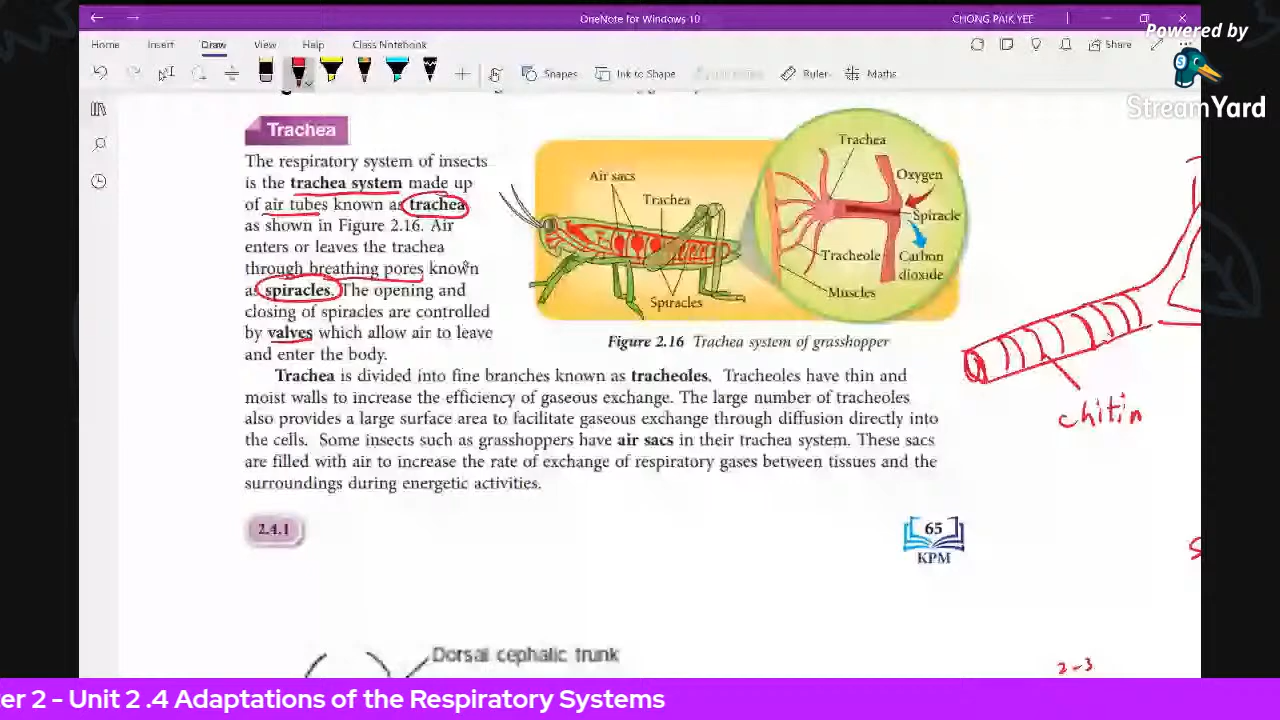 OneNote for Windows 10
CHONG PAIK YEE
Powered by
StreamYard
Home Insert Draw View Help Class Notebook
Share
Shapes Ink to Shape Ink to Text Ruler Maths
Trachea
The respiratory system of insects
is the trachea system made up
of air tubes known as trachea
as shown in Figure 2.16. Air
enters or leaves the trachea
through breathing pores known
as spiracles. The opening and
closing of spiracles are controlled
by valves which allow air to leave
and enter the body.
Air sacs
Trachea
Spiracles
Trachea
Oxygen
Spiracle
Tracheole
Carbon
dioxide
Muscles
Figure 2.16 Trachea system of grasshopper
Trachea is divided into fine branches known as tracheoles. Tracheoles have thin and
moist walls to increase the efficiency of gaseous exchange. The large number of tracheoles
also provides a large surface area to facilitate gaseous exchange through diffusion directly into
the cells. Some insects such as grasshoppers have air sacs in their trachea system. These sacs
are filled with air to increase the rate of exchange of respiratory gases between tissues and the
surroundings during energetic activities.
chitin
2.4.1
65
KPM
Dorsal cephalic trunk
2-3
er 2 - Unit 2 .4 Adaptations of the Respiratory Systems